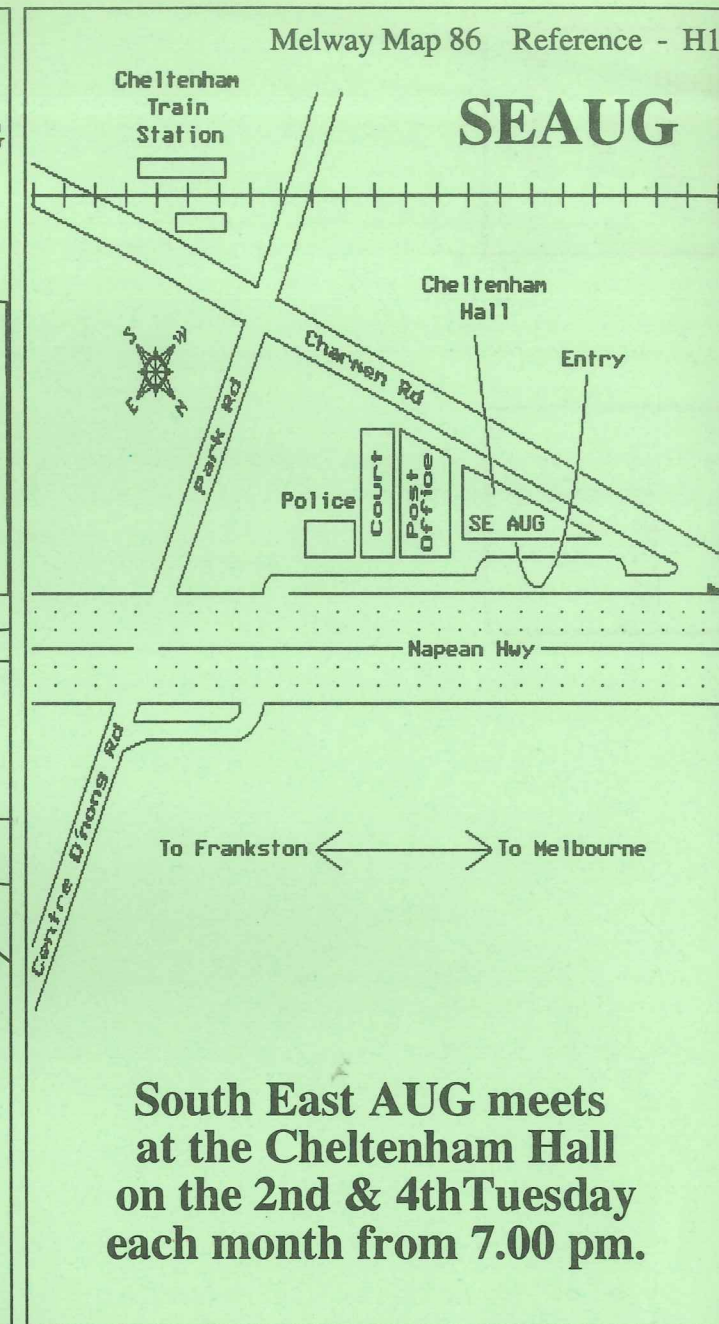 Melway Map 86 Reference - H1
SEAUG
Cheltenham
Train
Station
Cheltenham
Hall
Entry
Charmen Rd
S
W
E
N
Park Rd
Police
Court
Post
Office
SE AUG
Napean Hwy
Centre D'nong Rd
To Frankston
To Melbourne
South East AUG meets
at the Cheltenham Hall
on the 2nd & 4thTuesday
each month from 7.00 pm.